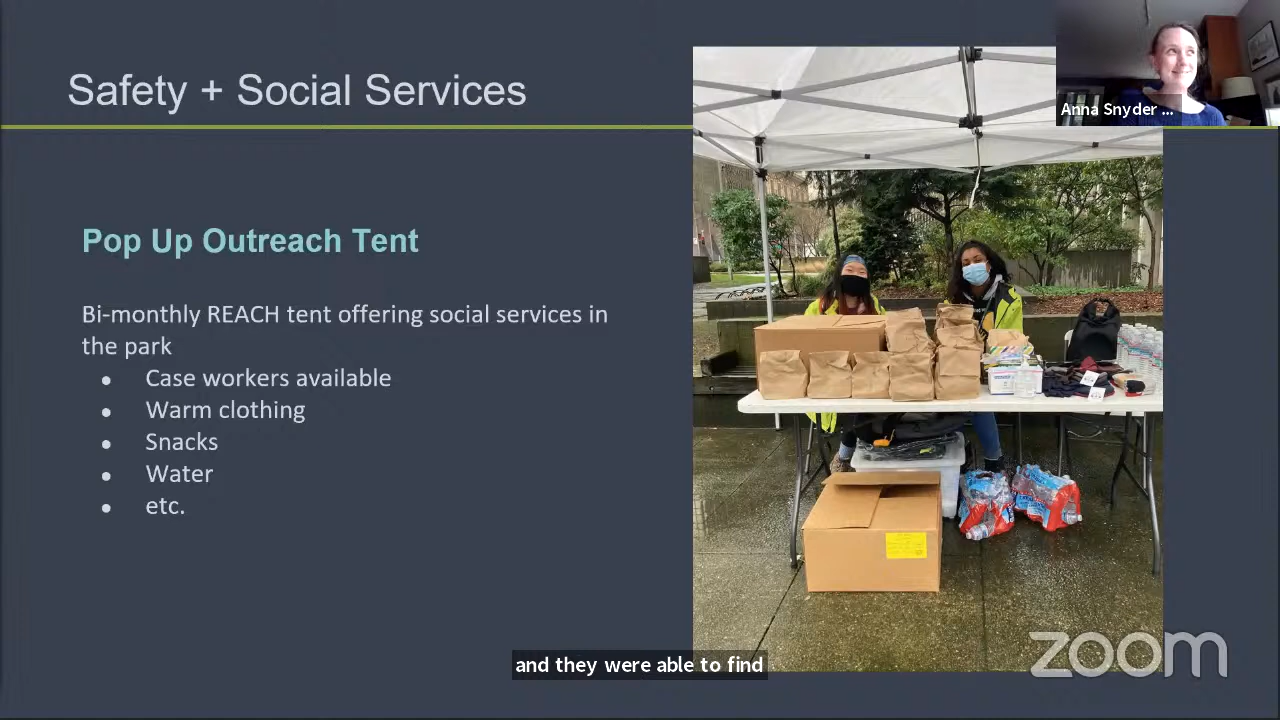 Safety + Social Services
Anna Snyder ...
Pop Up Outreach Tent
Bi-monthly REACH tent offering social services in
the park
● Case workers available
● Warm clothing
● Snacks
● Water
● etc.
and they were able to find
zoom